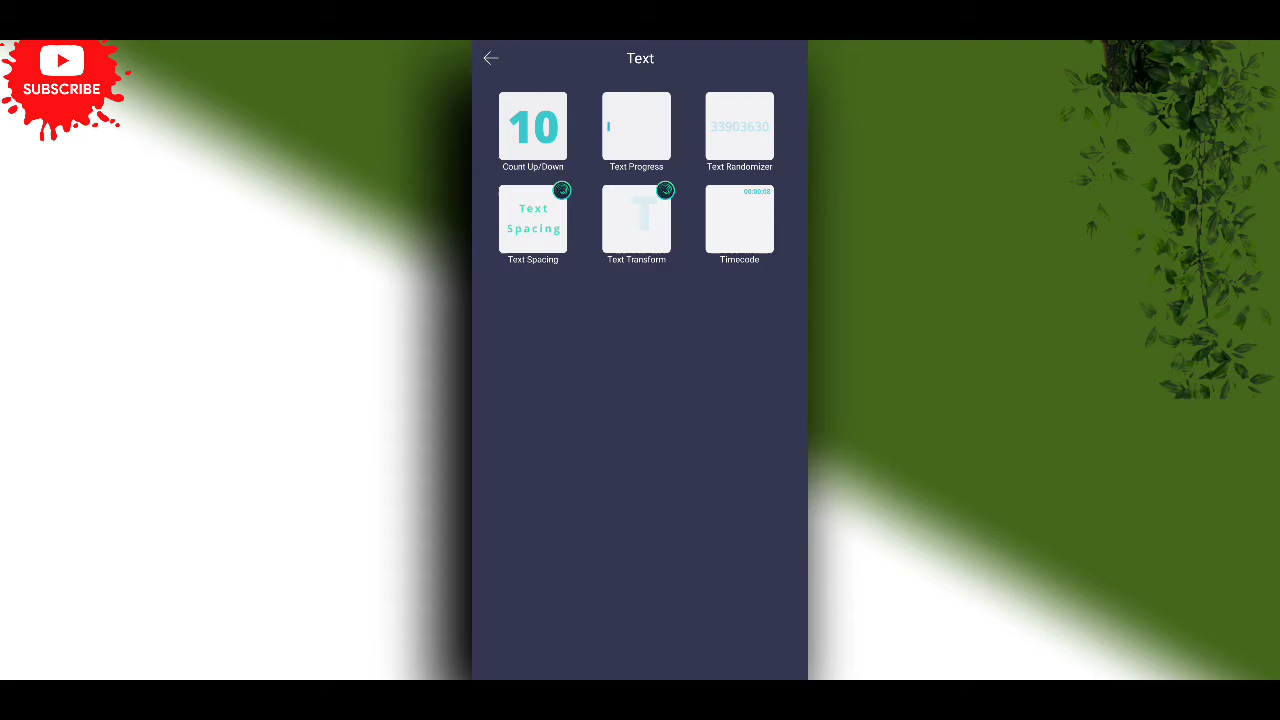 SUBSCRIBE
Text
10
33903630
Count Up/Down
Text Progress
Text Randomizer
Text
Spacing
T
00:00:08
Text Spacing
Text Transform
Timecode